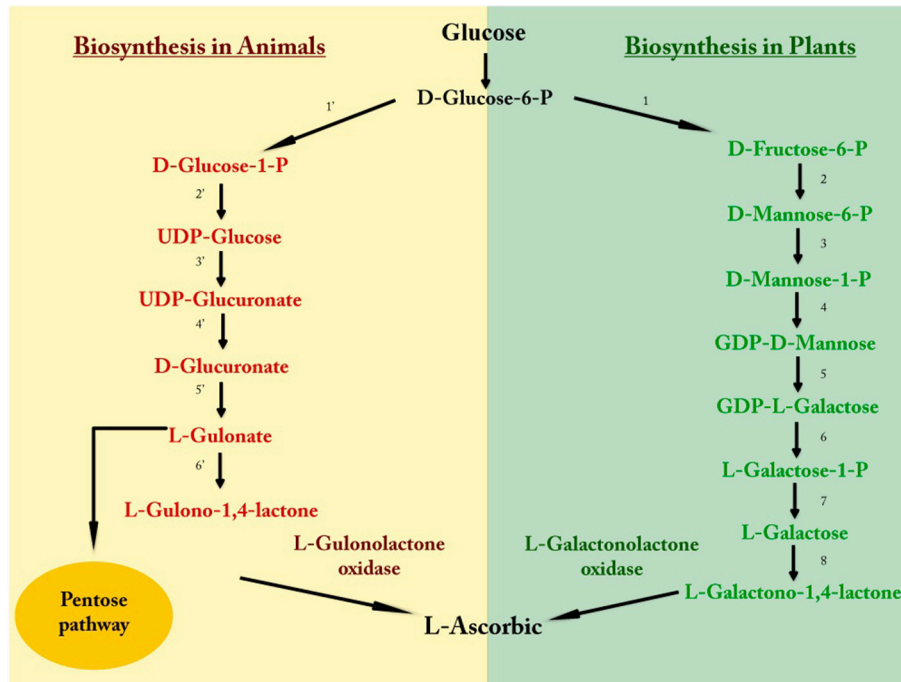 Biosynthesis in Animals
Glucose
Biosynthesis in Plants
D-Glucose-6-P
1'
1
D-Glucose-1-P
2'
UDP-Glucose
3'
UDP-Glucuronate
4'
D-Glucuronate
5'
L-Gulonate
6'
L-Gulono-1,4-lactone
L-Gulonolactone
oxidase
Pentose
pathway
D-Fructose-6-P
2
D-Mannose-6-P
3
D-Mannose-1-P
4
GDP-D-Mannose
5
GDP-L-Galactose
6
L-Galactose-1-P
7
L-Galactose
8
L-Galactono-1,4-lactone
L-Galactonolactone
oxidase
L-Ascorbic